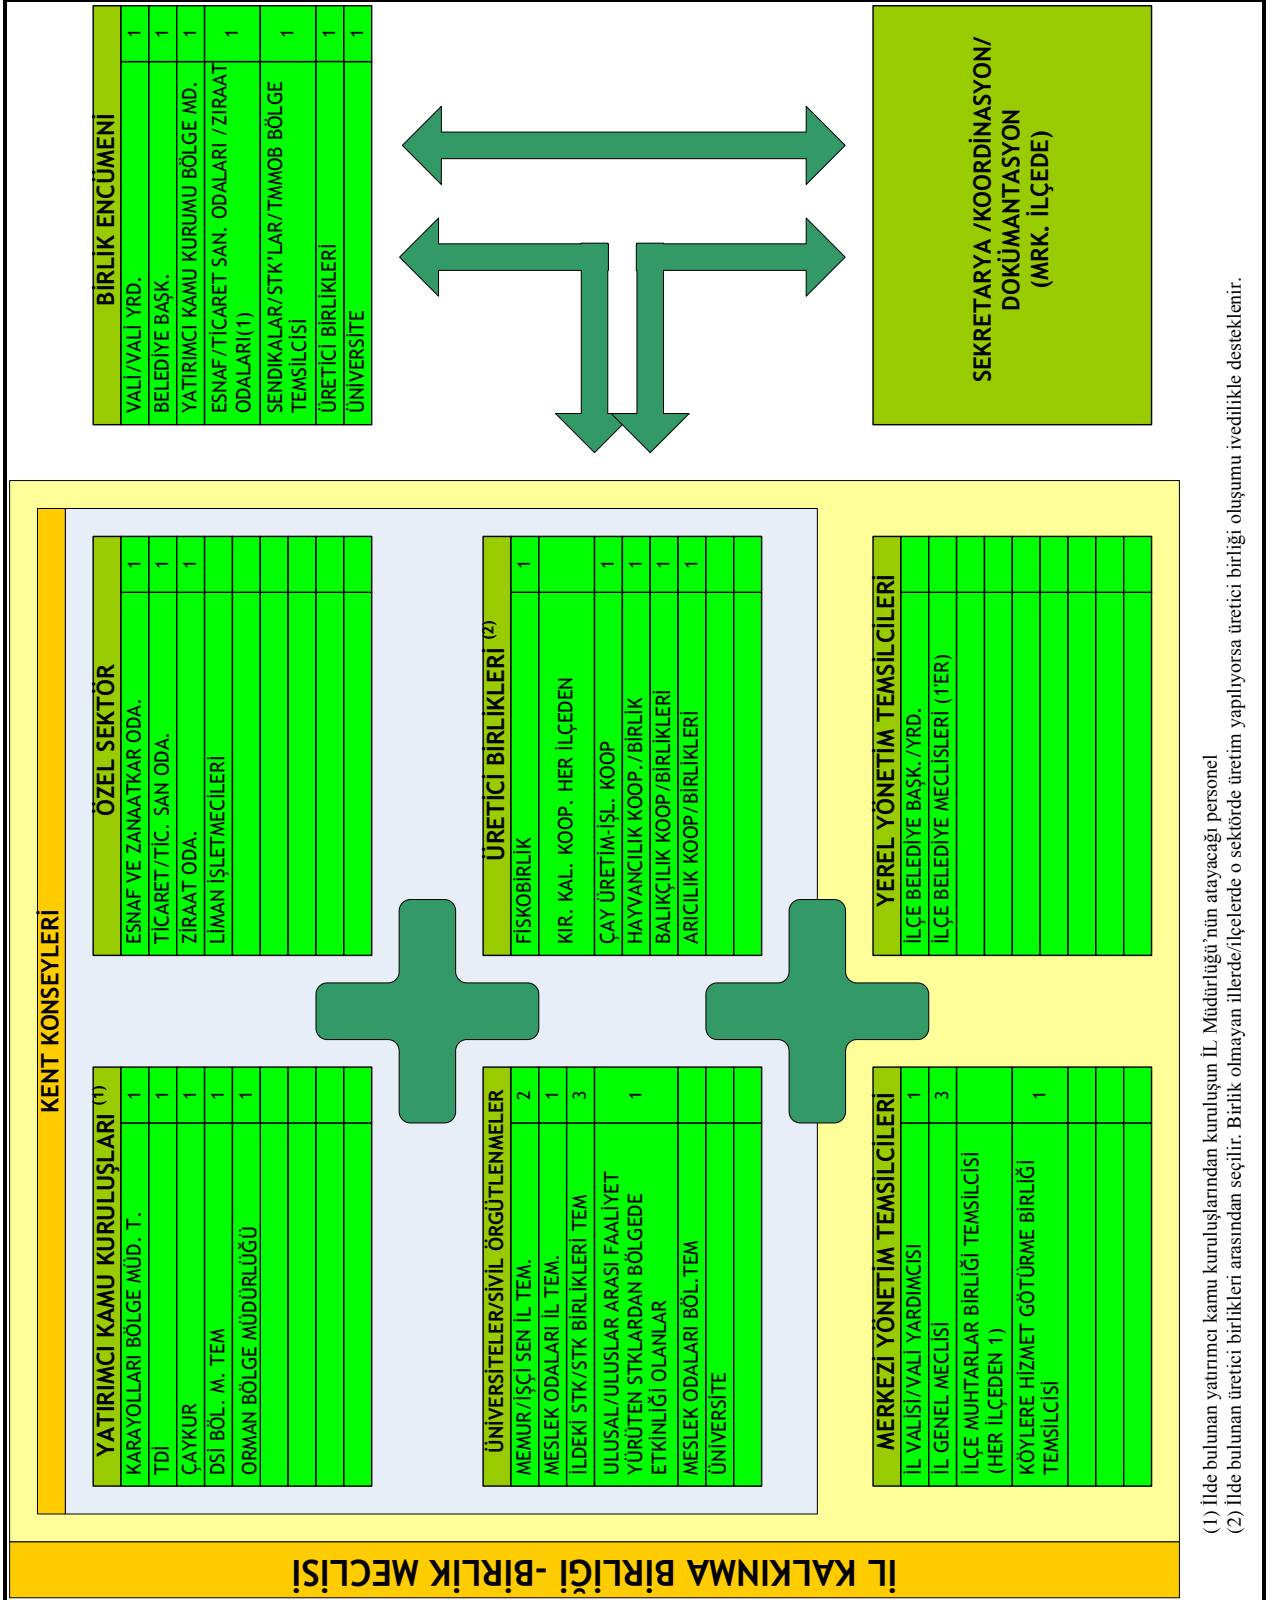 İL KALKINMA BİRLİĞİ -BİRLİK MECLİSİ
KENT KONSEYLERİ
YATIRIMCI KAMU KURULUŞLARI (1)
KARAYOLLARI BÖLGE MÜD. T. 1
TDİ 1
ÇAYKUR 1
DSİ BÖL. M. TEM 1
ORMAN BÖLGE MÜDÜRLÜĞÜ 1
ÖZEL SEKTÖR
ESNAF VE ZANAATKAR ODA. 1
TİCARET/TİC. SAN ODA. 1
ZİRAAT ODA. 1
LİMAN İŞLETMECİLERİ
ÜNİVERSİTELER/SİVİL ÖRGÜTLENMELER
MEMUR/İŞÇİ SEN İL TEM. 2
MESLEK ODALARI İL TEM. 1
İLDEKİ STK/STK BİRLİKLERİ TEM 3
ULUSAL/ULUSLAR ARASI FAALİYET
YÜRÜTEN STKLARDAN BÖLGEDE
ETKİNLİĞİ OLANLAR 1
MESLEK ODALARI BÖL.TEM
ÜNİVERSİTE
ÜRETİCİ BİRLİKLERİ (2)
FİSKOBİRLİK 1
KIR. KAL. KOOP. HER İLÇEDEN
ÇAY ÜRETİM-İŞL. KOOP 1
HAYVANCILIK KOOP./BİRLİK 1
BALIKÇILIK KOOP/BİRLİKLERİ 1
ARICILIK KOOP/BİRLİKLERİ 1
MERKEZİ YÖNETİM TEMSİLCİLERİ
İL VALİSİ/VALİ YARDIMCISI 1
İL GENEL MECLİSİ 3
İLÇE MUHTARLAR BİRLİĞİ TEMSİLCİSİ
(HER İLÇEDEN 1)
KÖYLERE HİZMET GÖTÜRME BİRLİĞİ
TEMSİLCİSİ 1
YEREL YÖNETİM TEMSİLCİLERİ
İLÇE BELEDİYE BAŞK./YRD.
İLÇE BELEDİYE MECLİSLERİ (1'ER)
BİRLİK ENCÜMENİ
VALİ/VALİ YRD. 1
BELEDİYE BAŞK. 1
YATIRIMCI KAMU KURUMU BÖLGE MD. 1
ESNAF/TİCARET SAN. ODALARI /ZIRAAT
ODALARI(1) 1
SENDIKALAR/STK'LAR/TMMOB BÖLGE
TEMSİLCİSİ 1
ÜRETİCİ BİRLİKLERİ 1
ÜNİVERSİTE 1
SEKRETARYA /KOORDİNASYON/
DOKÜMANTASYON
(MRK. İLÇEDE)
(1) İlde bulunan yatırımcı kamu kuruluşlarından kuruluşun İL Müdürlüğü'nün atayacağı personel
(2) İlde bulunan üretici birlikleri arasından seçilir. Birlik olmayan illerde/ilçelerde o sektörde üretim yapılıyorsa üretici birliği oluşumu ivedilikle desteklenir.